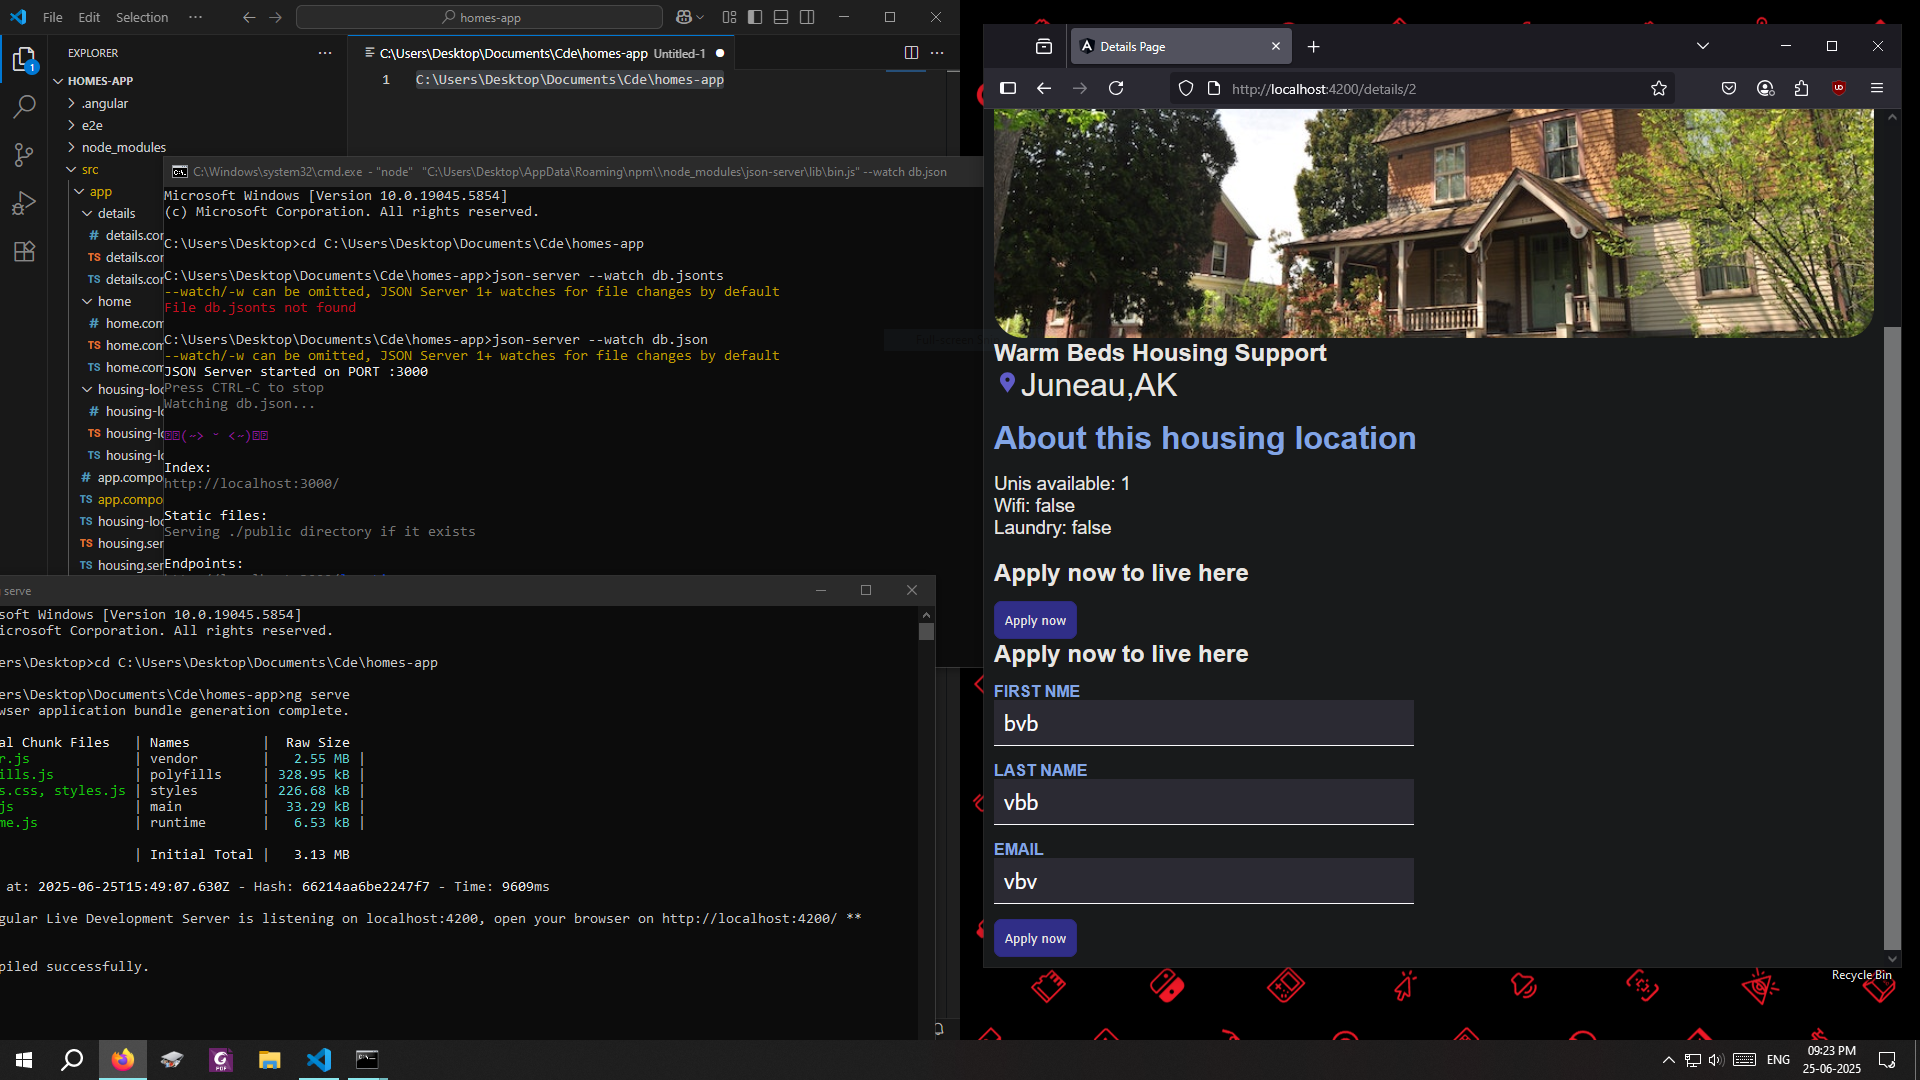 File Edit Selection ··· homes-app
EXPLORER
HOMES-APP
.angular
e2e
node_modules
src
app
details
# details.con
TS details.con
TS details.con
home
# home.com
TS home.com
TS home.com
housing-loc
# housing-lo
TS housing-lo
TS housing-lo
# app.compo
TS app.compo
TS housing-loc
TS housing.ser
TS housing.ser
1
C:\Users\Desktop\Documents\Cde\homes-app Untitled-1
1 C:\Users\Desktop\Documents\Cde\homes-app
C:\Windows\system32\cmd.exe - "node" "C:\Users\Desktop\AppData\Roaming\npm\\node_modules\json-server\lib\bin.js" --watch db.json
Microsoft Windows [Version 10.0.19045.5854]
(c) Microsoft Corporation. All rights reserved.
C:\Users\Desktop>cd C:\Users\Desktop\Documents\Cde\homes-app
C:\Users\Desktop\Documents\Cde\homes-app>json-server --watch db.jsonts
--watch/-w can be omitted, JSON Server 1+ watches for file changes by default
File db.jsonts not found
C:\Users\Desktop\Documents\Cde\homes-app>json-server --watch db.json
--watch/-w can be omitted, JSON Server 1+ watches for file changes by default
JSON Server started on PORT :3000
Press CTRL-C to stop
Watching db.json...
(˶> ᵕ <˶)
Index:
http://localhost:3000/
Static files:
Serving ./public directory if it exists
Endpoints:
serve
soft Windows [Version 10.0.19045.5854]
icrosoft Corporation. All rights reserved.
ers\Desktop>cd C:\Users\Desktop\Documents\Cde\homes-app
ers\Desktop\Documents\Cde\homes-app>ng serve
wser application bundle generation complete.
al Chunk Files | Names | Raw Size
r.js | vendor | 2.55 MB |
ills.js | polyfills | 328.95 kB |
s.css, styles.js | styles | 226.68 kB |
js | main | 33.29 kB |
me.js | runtime | 6.53 kB |
| Initial Total | 3.13 MB
at: 2025-06-25T15:49:07.630Z - Hash: 66214aa6be2247f7 - Time: 9609ms
gular Live Development Server is listening on localhost:4200, open your browser on http://localhost:4200/ **
piled successfully.
Details Page
http://localhost:4200/details/2
Warm Beds Housing Support
Juneau,AK
About this housing location
Unis available: 1
Wifi: false
Laundry: false
Apply now to live here
Apply now
Apply now to live here
FIRST NME
bvb
LAST NAME
vbb
EMAIL
vbv
Apply now
Recycle Bin
ENG
09:23 PM
25-06-2025